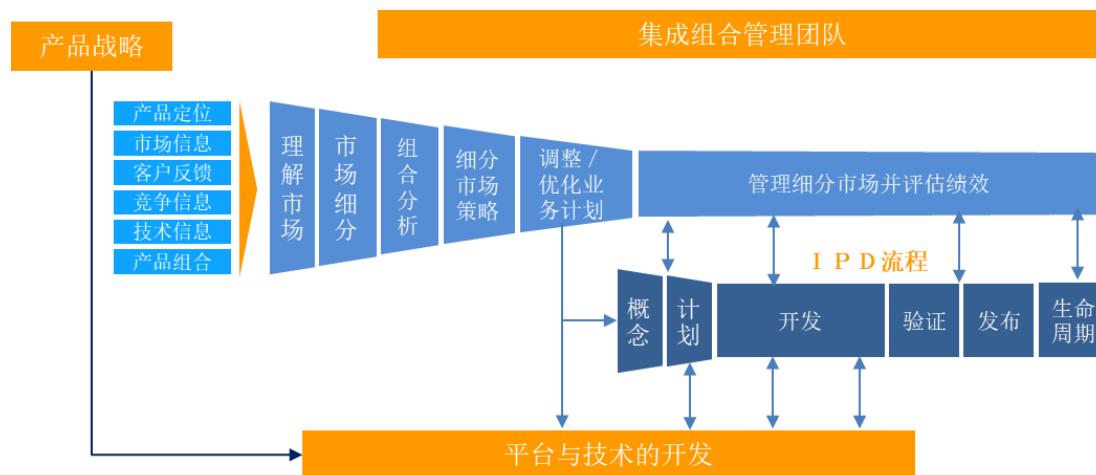 产品战略
集成组合管理团队
产品定位
市场信息
客户反馈
竞争信息
技术信息
产品组合
理解市场
市场细分
组合分析
细分
市场
策略
调整 /
优化业
务计划
管理细分市场并评估绩效
ＩＰＤ流程
概念
计划
开发
验证
发布
生命
周期
平台与技术的开发